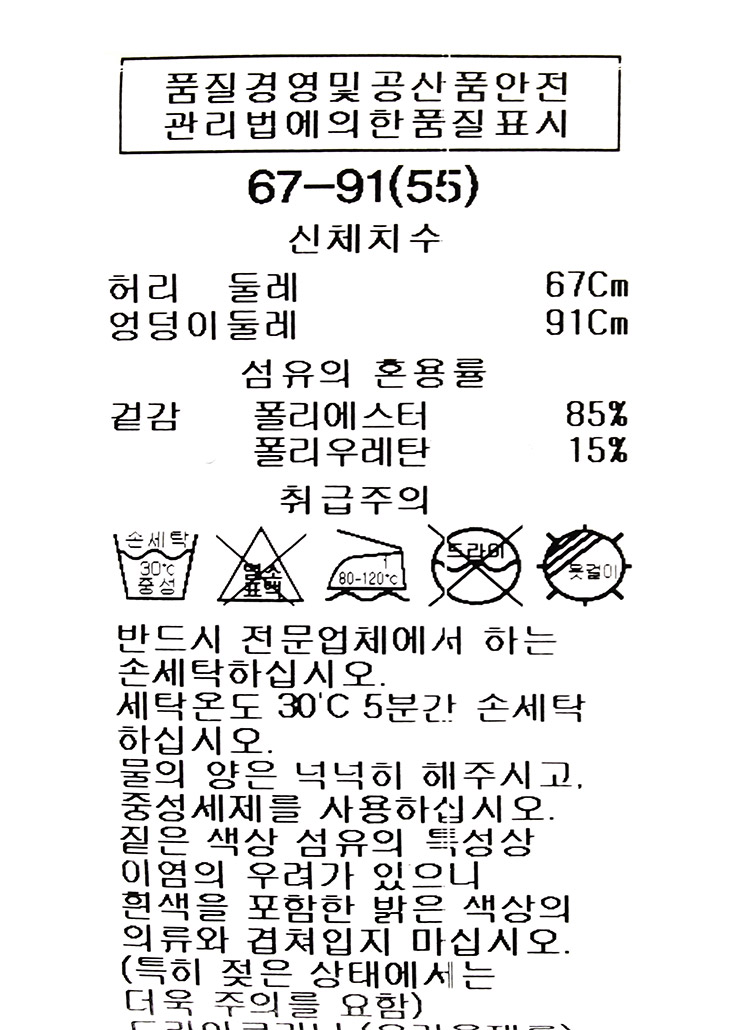 품질경영및공산품안전
관리법에의한품질표시
67-91(55)
신체치수
허리 둘레 67Cm
엉덩이둘레 91Cm
섬유의 혼용률
겉감 폴리에스터 85%
폴리우레탄 15%
취급주의
손세탁 30℃ 중성
염소 표백
1 80-120℃
드라이
옷걸이
반드시 전문업체에서 하는
손세탁하십시오.
세탁온도 30'C 5분간 손세탁
하십시오.
물의 양은 넉넉히 해주시고,
중성세제를 사용하십시오.
짙은 색상 섬유의 특성상
이염의 우려가 있으니
흰색을 포함한 밝은 색상의
의류와 겹쳐입지 마십시오.
(특히 젖은 상태에서는
더욱 주의를 요함)